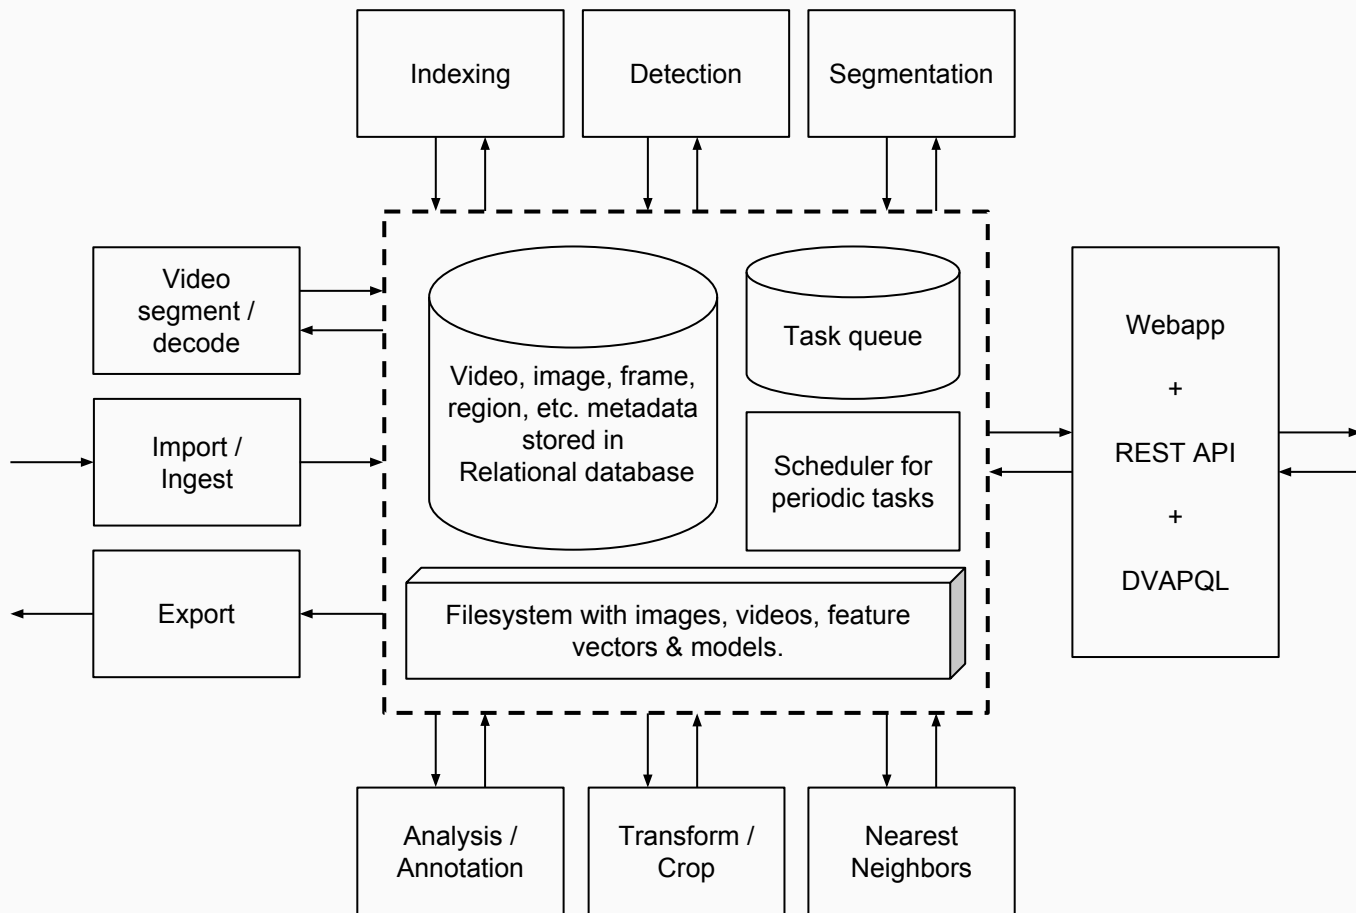 Indexing
Detection
Segmentation
Video
segment /
decode
Import /
Ingest
Export
Video, image, frame,
region, etc. metadata
stored in
Relational database
Task queue
Scheduler for
periodic tasks
Filesystem with images, videos, feature
vectors & models.
Webapp
+
REST API
+
DVAPQL
Analysis /
Annotation
Transform /
Crop
Nearest
Neighbors